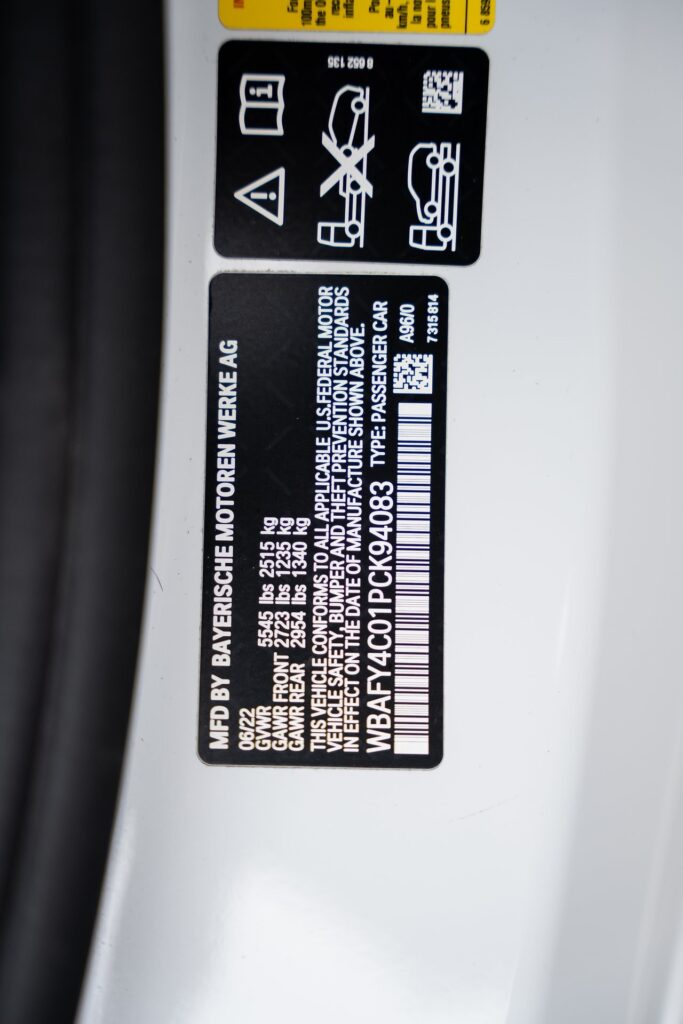 8 652 135
MFD BY BAYERISCHE MOTOREN WERKE AG
06/22
GVWR 5545 lbs 2515 kg
GAWR FRONT 2723 lbs 1235 kg
GAWR REAR 2954 lbs 1340 kg
THIS VEHICLE CONFORMS TO ALL APPLICABLE U.S.FEDERAL MOTOR
VEHICLE SAFETY, BUMPER AND THEFT PREVENTION STANDARDS
IN EFFECT ON THE DATE OF MANUFACTURE SHOWN ABOVE.
WBAFY4C01PCK94083 TYPE: PASSENGER CAR
A96/0
7315814